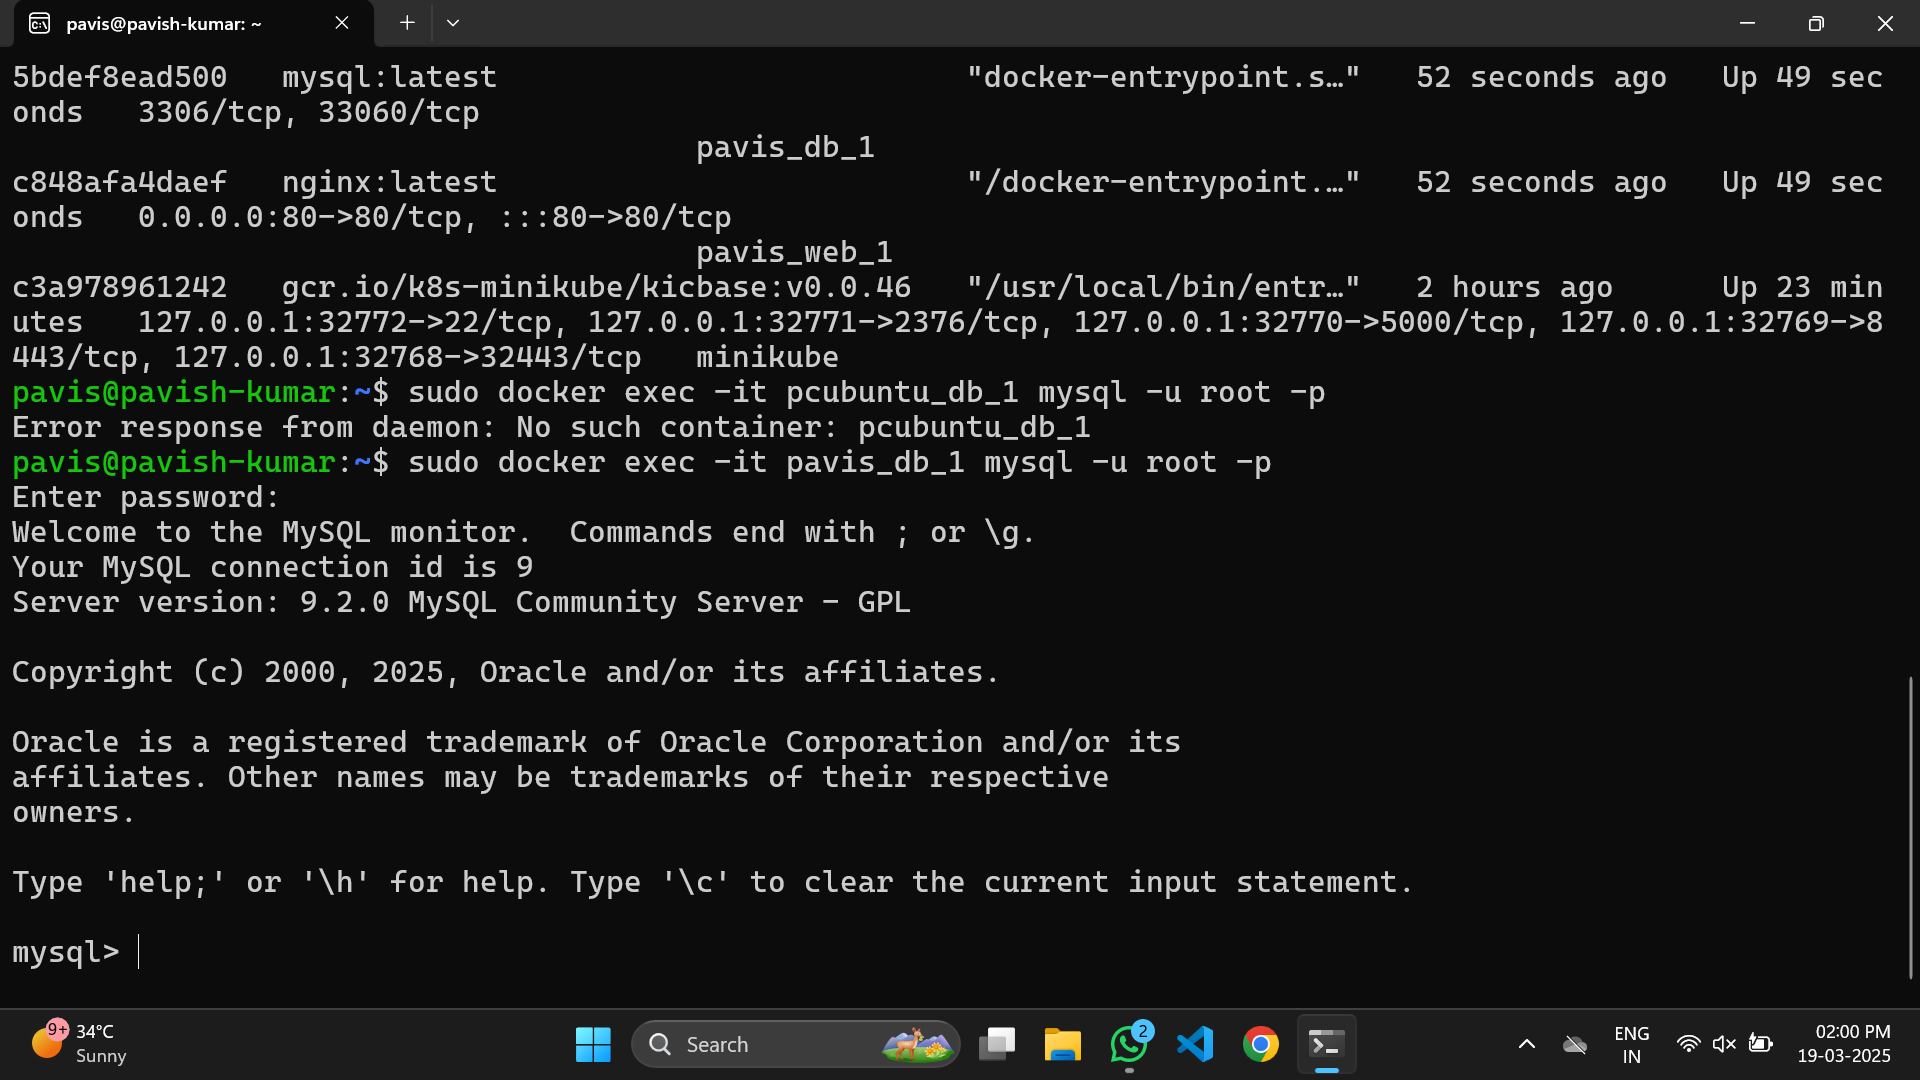 pavis@pavish-kumar: ~
5bdef8ead500   mysql:latest                          "docker-entrypoint.s…"   52 seconds ago   Up 49 sec
onds   3306/tcp, 33060/tcp
                                      pavis_db_1
c848afa4daef   nginx:latest                          "/docker-entrypoint.…"   52 seconds ago   Up 49 sec
onds   0.0.0.0:80->80/tcp, :::80->80/tcp
                                      pavis_web_1
c3a978961242   gcr.io/k8s-minikube/kicbase:v0.0.46   "/usr/local/bin/entr…"   2 hours ago      Up 23 min
utes   127.0.0.1:32772->22/tcp, 127.0.0.1:32771->2376/tcp, 127.0.0.1:32770->5000/tcp, 127.0.0.1:32769->8
443/tcp, 127.0.0.1:32768->32443/tcp   minikube
pavis@pavish-kumar:~$ sudo docker exec -it pcubuntu_db_1 mysql -u root -p
Error response from daemon: No such container: pcubuntu_db_1
pavis@pavish-kumar:~$ sudo docker exec -it pavis_db_1 mysql -u root -p
Enter password:
Welcome to the MySQL monitor.  Commands end with ; or \g.
Your MySQL connection id is 9
Server version: 9.2.0 MySQL Community Server - GPL

Copyright (c) 2000, 2025, Oracle and/or its affiliates.

Oracle is a registered trademark of Oracle Corporation and/or its
affiliates. Other names may be trademarks of their respective
owners.

Type 'help;' or '\h' for help. Type '\c' to clear the current input statement.

mysql>
9+
34°C
Sunny
Search
2
ENG
IN
02:00 PM
19-03-2025